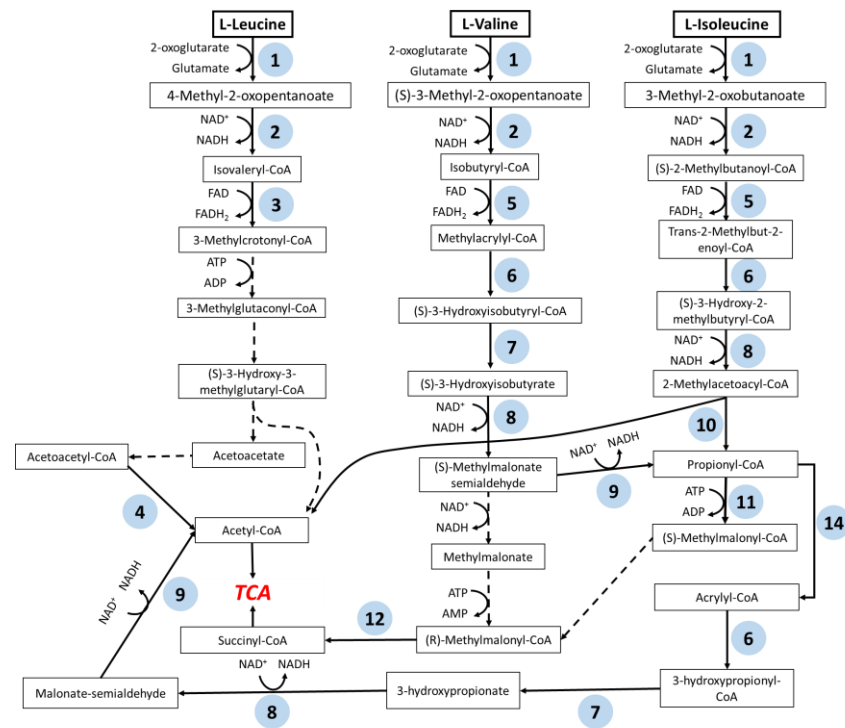 L-Leucine
L-Valine
L-Isoleucine
2-oxoglutarate
Glutamate
1
2-oxoglutarate
Glutamate
1
2-oxoglutarate
Glutamate
1
4-Methyl-2-oxopentanoate
(S)-3-Methyl-2-oxopentanoate
3-Methyl-2-oxobutanoate
NAD⁺
NADH
2
NAD⁺
NADH
2
NAD⁺
NADH
2
Isovaleryl-CoA
Isobutyryl-CoA
(S)-2-Methylbutanoyl-CoA
FAD
FADH₂
3
FAD
FADH₂
5
FAD
FADH₂
5
3-Methylcrotonyl-CoA
Methylacrylyl-CoA
Trans-2-Methylbut-2-
enoyl-CoA
ATP
ADP
6
6
3-Methylglutaconyl-CoA
(S)-3-Hydroxyisobutyryl-CoA
(S)-3-Hydroxy-2-
methylbutyryl-CoA
7
NAD⁺
NADH
8
(S)-3-Hydroxy-3-
methylglutaryl-CoA
(S)-3-Hydroxyisobutyrate
2-Methylacetoacyl-CoA
NAD⁺
NADH
8
10
Acetoacetyl-CoA
Acetoacetate
(S)-Methylmalonate
semialdehyde
NAD⁺
NADH
9
Propionyl-CoA
4
NAD⁺
NADH
ATP
ADP
11
14
Acetyl-CoA
(S)-Methylmalonyl-CoA
Methylmalonate
9
NAD⁺
NADH
TCA
ATP
AMP
Acrylyl-CoA
Succinyl-CoA
12
(R)-Methylmalonyl-CoA
6
NAD⁺
NADH
Malonate-semialdehyde
8
3-hydroxypropionate
7
3-hydroxypropionyl-
CoA